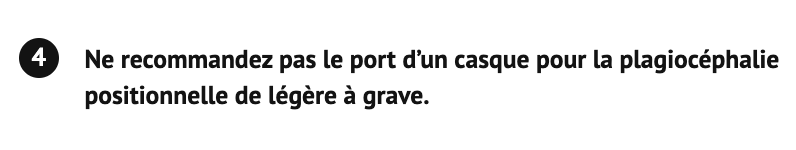 4 Ne recommandez pas le port d’un casque pour la plagiocéphalie
positionnelle de légère à grave.